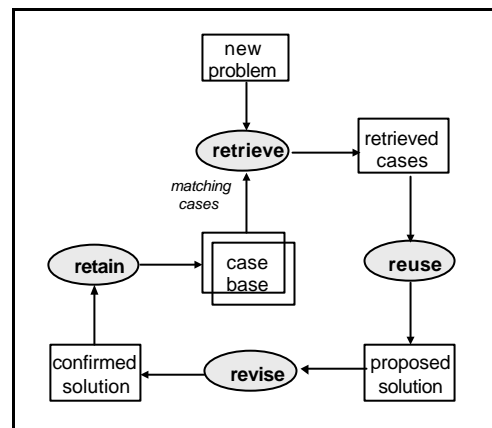 new
problem
retrieve
retrieved
cases
matching
cases
retain
case
base
reuse
confirmed
solution
revise
proposed
solution